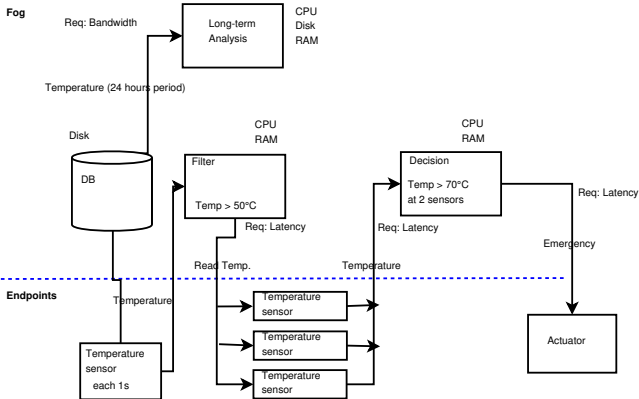 Fog
Req: Bandwidth
Long-term
Analysis
CPU
Disk
RAM
Temperature (24 hours period)
Disk
DB
CPU
RAM
Filter
Temp > 50°C
Req: Latency
CPU
RAM
Decision
Temp > 70°C
at 2 sensors
Req: Latency
Req: Latency
Emergency
Read Temp.
Temperature
Endpoints
Temperature
Temperature
sensor
each 1s
Temperature
sensor
Temperature
sensor
Temperature
sensor
Actuator